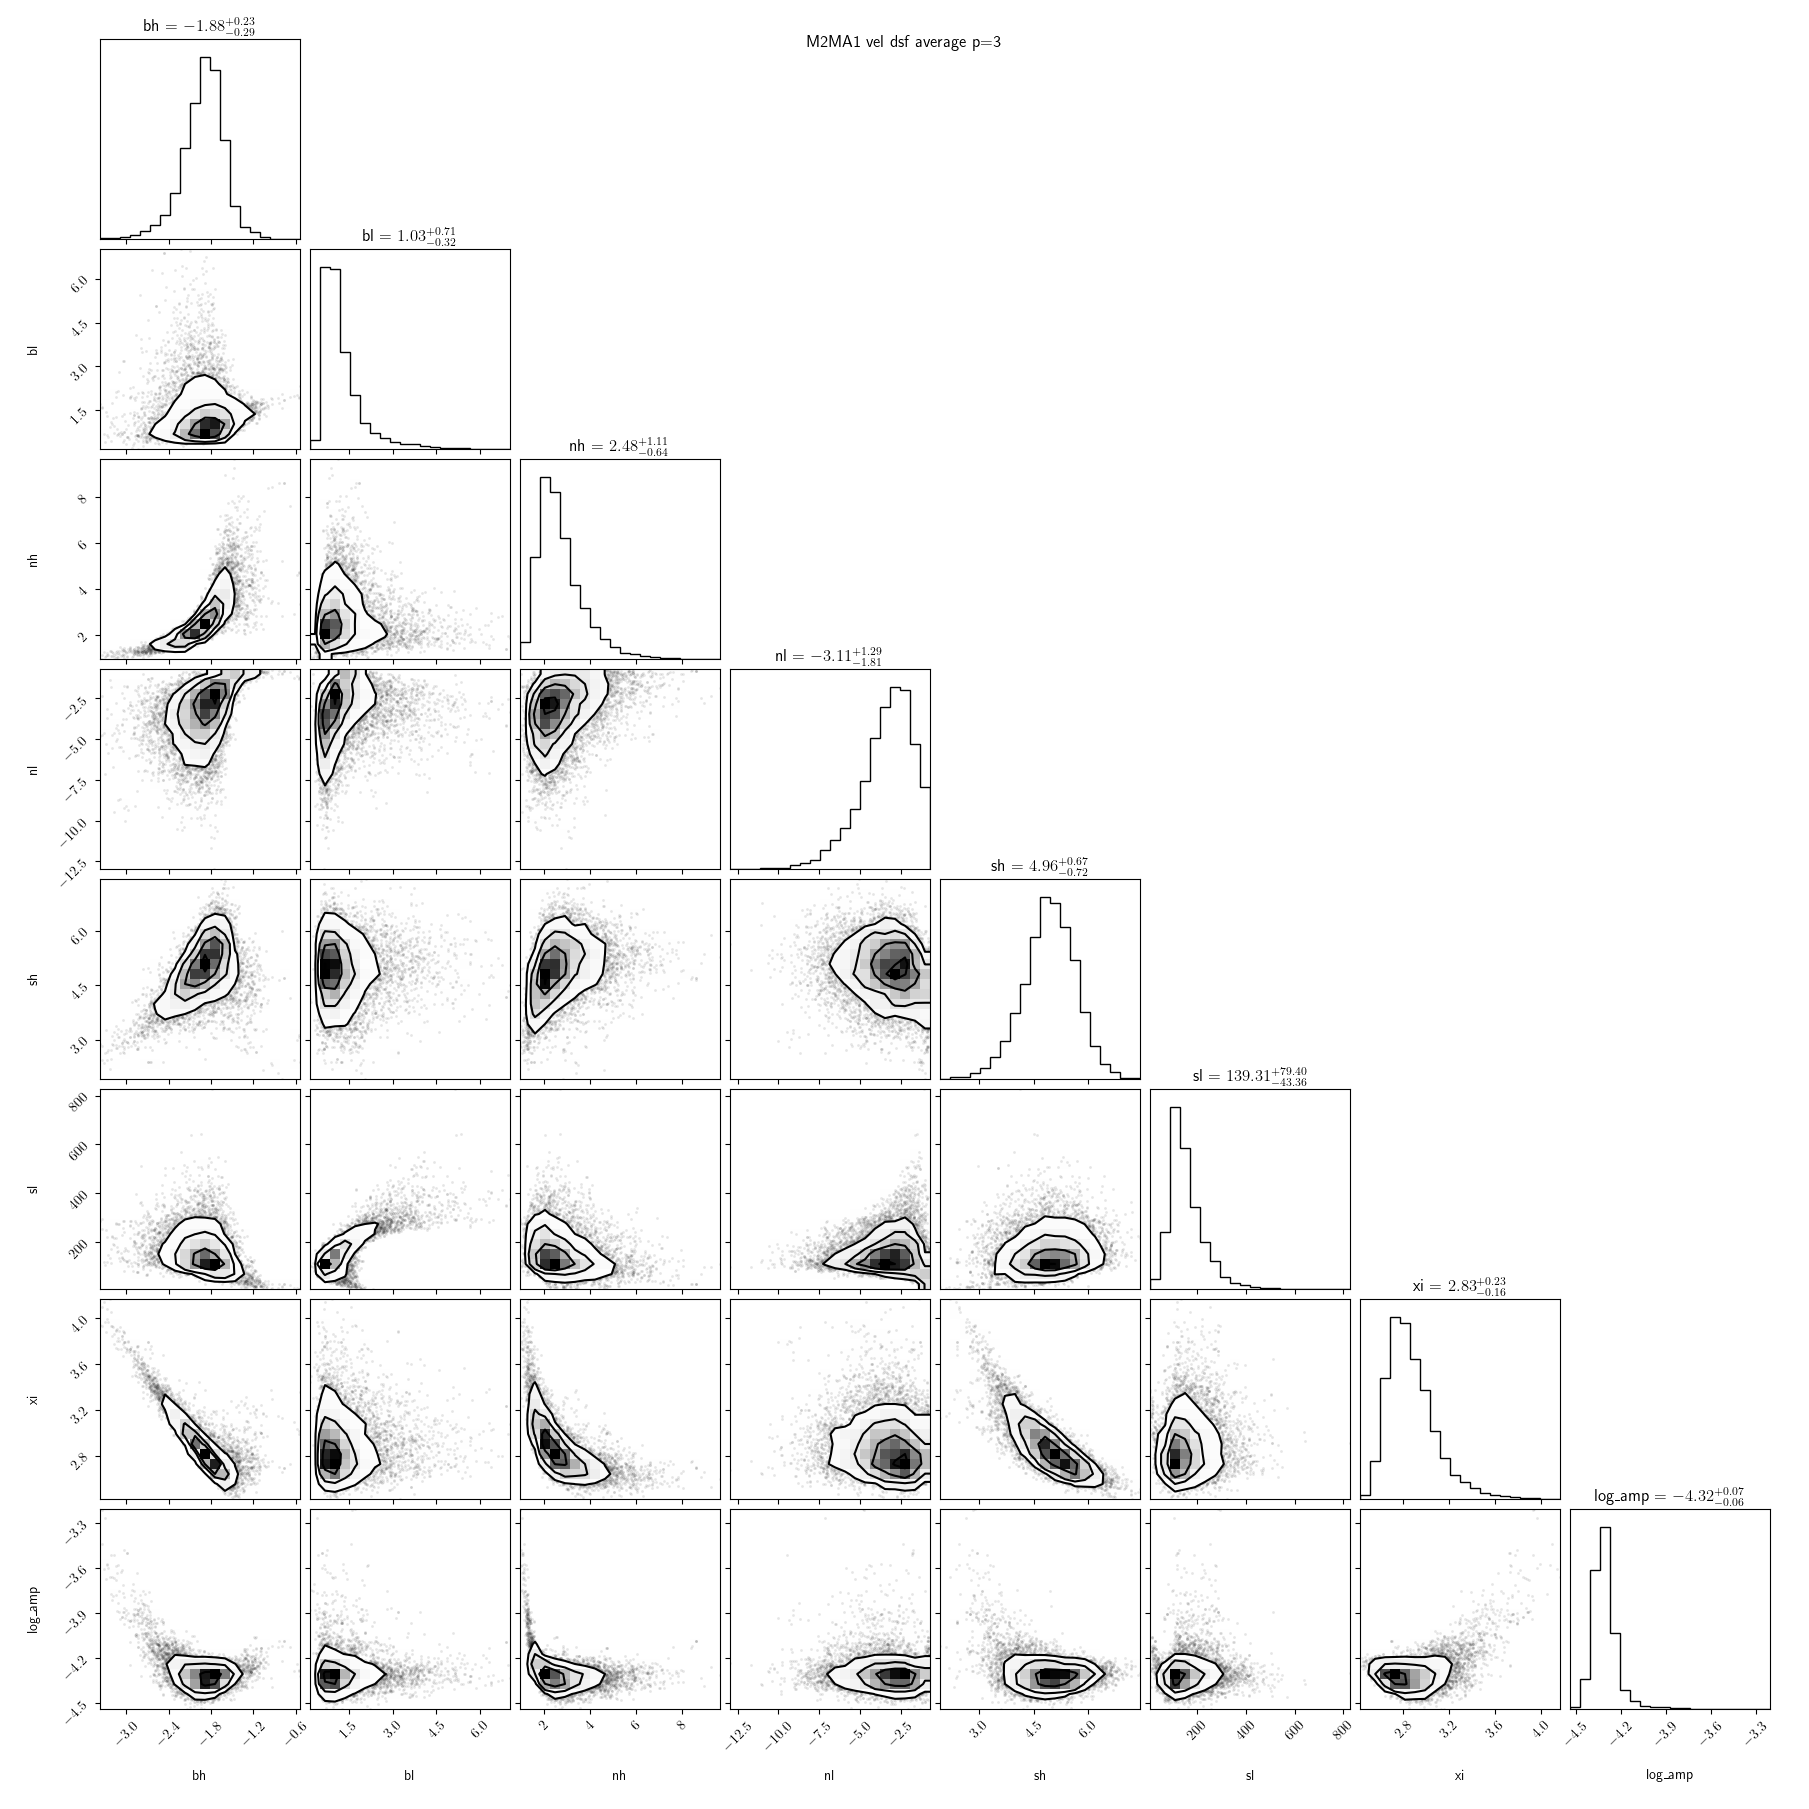 M2MA1 vel dsf average p=3
bh = −1.88+0.23−0.29
bl = 1.03+0.71−0.32
bl
6.0
4.5
3.0
1.5
nh = 2.48+1.11−0.64
nh
8
6
4
2
nl = −3.11+1.29−1.81
nl
−2.5
−5.0
−7.5
−10.0
−12.5
sh = 4.96+0.67−0.72
sh
6.0
4.5
3.0
sl = 139.31+79.40−43.36
sl
800
600
400
200
xi = 2.83+0.23−0.16
xi
4.0
3.6
3.2
2.8
log_amp = −4.32+0.07−0.06
log_amp
−3.3
−3.6
−3.9
−4.2
−4.5
−3.0 −2.4 −1.8 −1.2 −0.6 1.5 3.0 4.5 6.0 2 4 6 8 −12.5 −10.0 −7.5 −5.0 −2.5 3.0 4.5 6.0 200 400 600 800 2.8 3.2 3.6 4.0 −4.5 −4.2 −3.9 −3.6 −3.3
bh bl nh nl sh sl xi log_amp